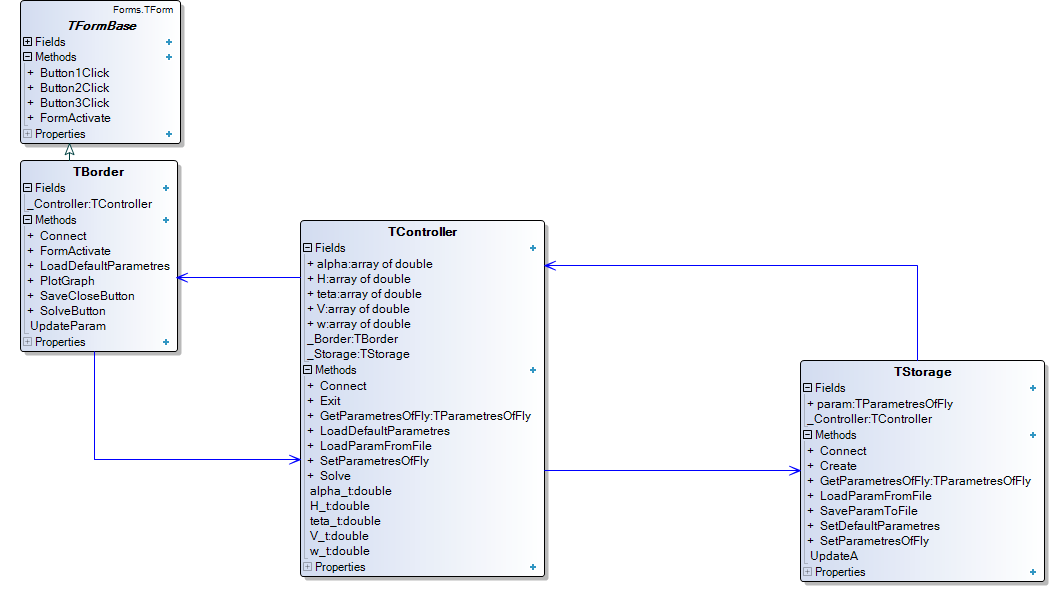 Forms.TForm
TFormBase
Fields
Methods
+ Button1Click
+ Button2Click
+ Button3Click
+ FormActivate
Properties
TBorder
Fields
_Controller:TController
Methods
+ Connect
+ FormActivate
+ LoadDefaultParametres
+ PlotGraph
+ SaveCloseButton
+ SolveButton
UpdateParam
Properties
TController
Fields
+ alpha:array of double
+ H:array of double
+ teta:array of double
+ V:array of double
+ w:array of double
_Border:TBorder
_Storage:TStorage
Methods
+ Connect
+ Exit
+ GetParametresOfFly:TParametresOfFly
+ LoadDefaultParametres
+ LoadParamFromFile
+ SetParametresOfFly
+ Solve
alpha_t:double
H_t:double
teta_t:double
V_t:double
w_t:double
Properties
TStorage
Fields
+ param:TParametresOfFly
_Controller:TController
Methods
+ Connect
+ Create
+ GetParametresOfFly:TParametresOfFly
+ LoadParamFromFile
+ SaveParamToFile
+ SetDefaultParametres
+ SetParametresOfFly
UpdateA
Properties